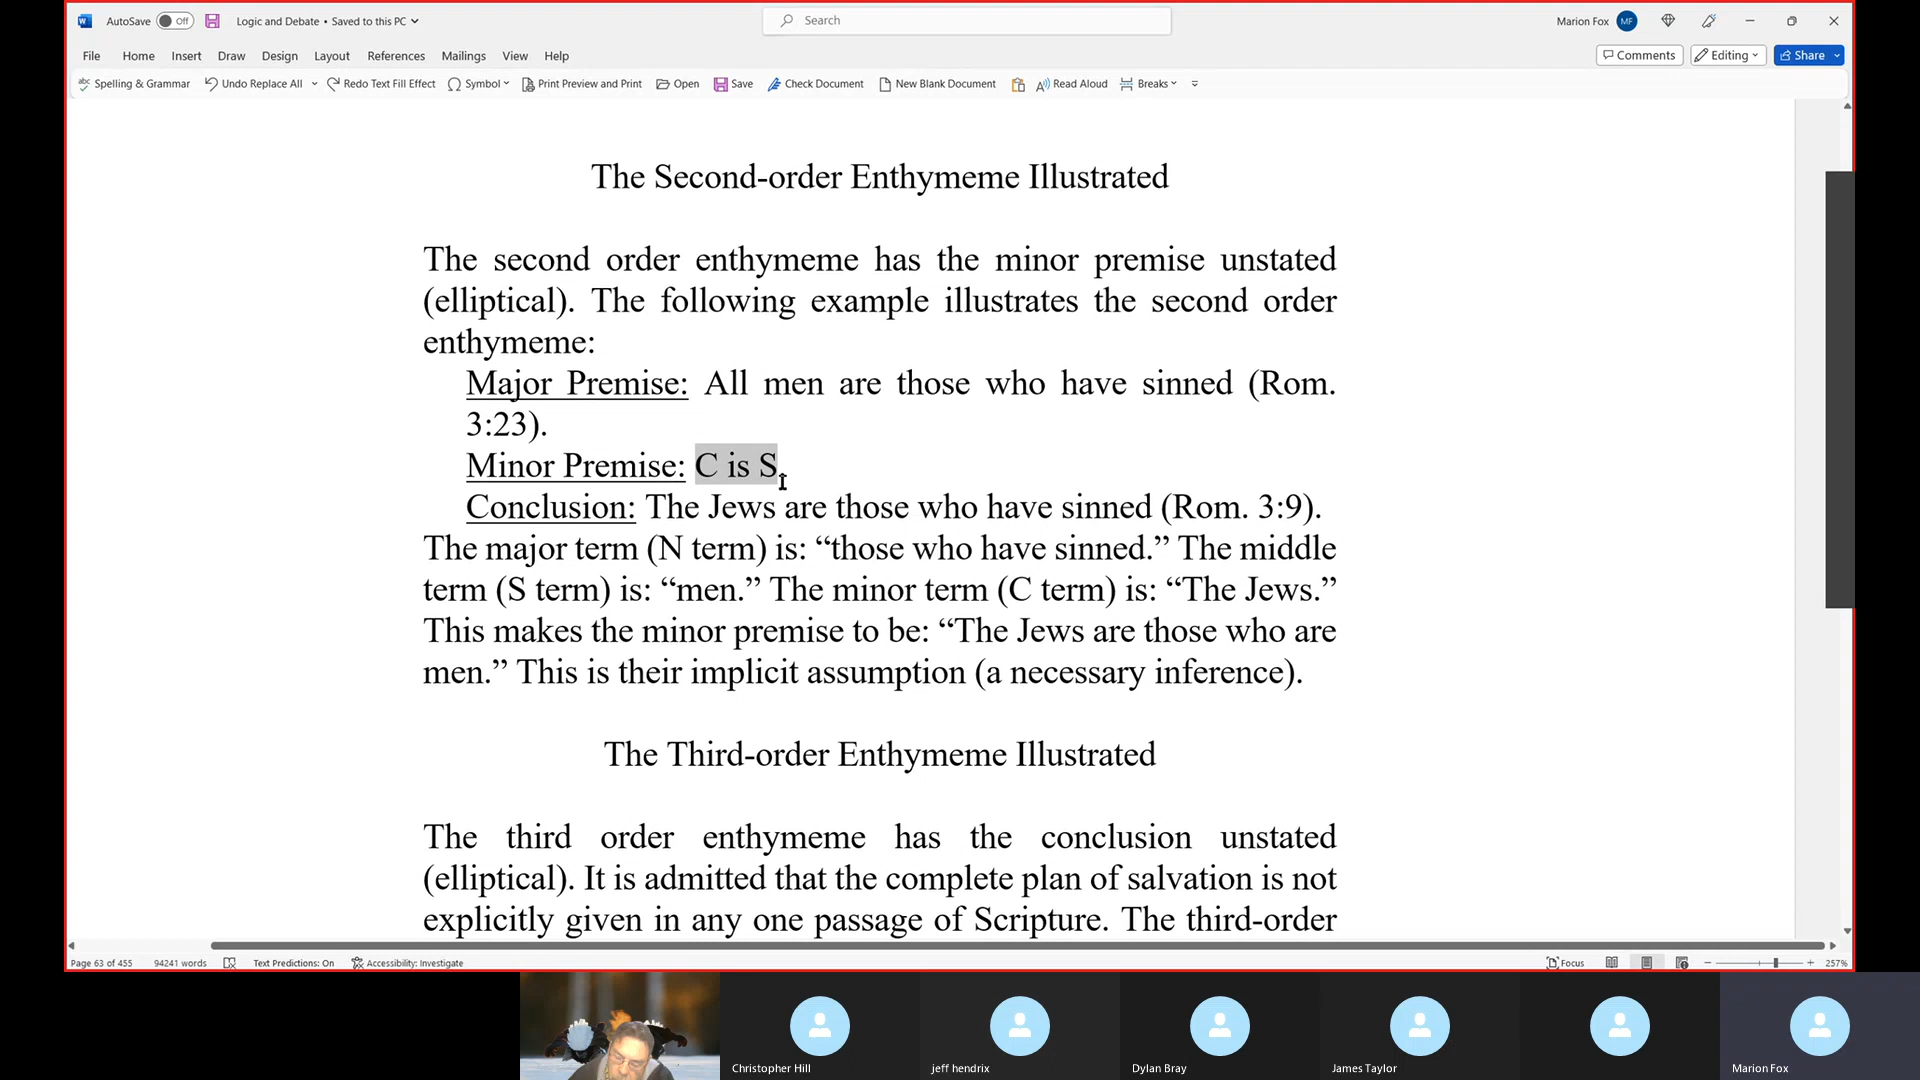 AutoSave Off Logic and Debate • Saved to this PC Search Marion Fox MF
File Home Insert Draw Design Layout References Mailings View Help Comments Editing Share
Spelling & Grammar Undo Replace All Redo Text Fill Effect Symbol Print Preview and Print Open Save Check Document New Blank Document Read Aloud Breaks
The Second-order Enthymeme Illustrated
The second order enthymeme has the minor premise unstated
(elliptical). The following example illustrates the second order
enthymeme:
Major Premise: All men are those who have sinned (Rom.
3:23).
Minor Premise: C is S.
Conclusion: The Jews are those who have sinned (Rom. 3:9).
The major term (N term) is: “those who have sinned.” The middle
term (S term) is: “men.” The minor term (C term) is: “The Jews.”
This makes the minor premise to be: “The Jews are those who are
men.” This is their implicit assumption (a necessary inference).
The Third-order Enthymeme Illustrated
The third order enthymeme has the conclusion unstated
(elliptical). It is admitted that the complete plan of salvation is not
explicitly given in any one passage of Scripture. The third-order
Page 63 of 455 94241 words Text Predictions: On Accessibility: Investigate Focus 257%
Christopher Hill jeff hendrix Dylan Bray James Taylor Marion Fox